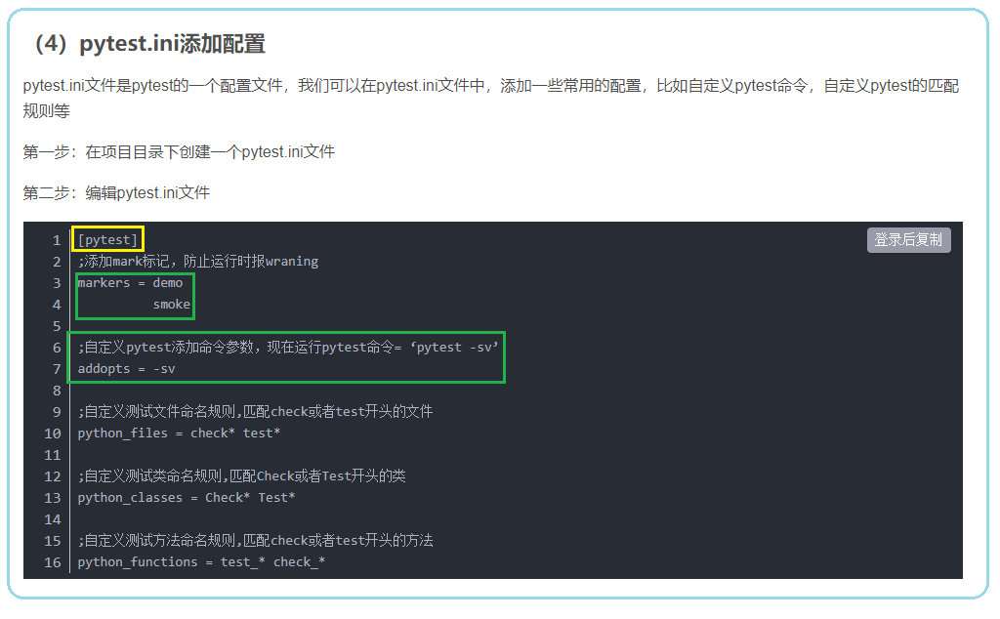 （4）pytest.ini添加配置
pytest.ini文件是pytest的一个配置文件，我们可以在pytest.ini文件中，添加一些常用的配置，比如自定义pytest命令，自定义pytest的匹配
规则等
第一步：在项目目录下创建一个pytest.ini文件
第二步：编辑pytest.ini文件
登录后复制
1 [pytest]
2 ;添加mark标记，防止运行时报wraning
3 markers = demo
4           smoke
5
6 ;自定义pytest添加命令参数，现在运行pytest命令=‘pytest -sv’
7 addopts = -sv
8
9 ;自定义测试文件命名规则,匹配check或者test开头的文件
10 python_files = check* test*
11
12 ;自定义测试类命名规则,匹配Check或者Test开头的类
13 python_classes = Check* Test*
14
15 ;自定义测试方法命名规则,匹配check或者test开头的方法
16 python_functions = test_* check_*